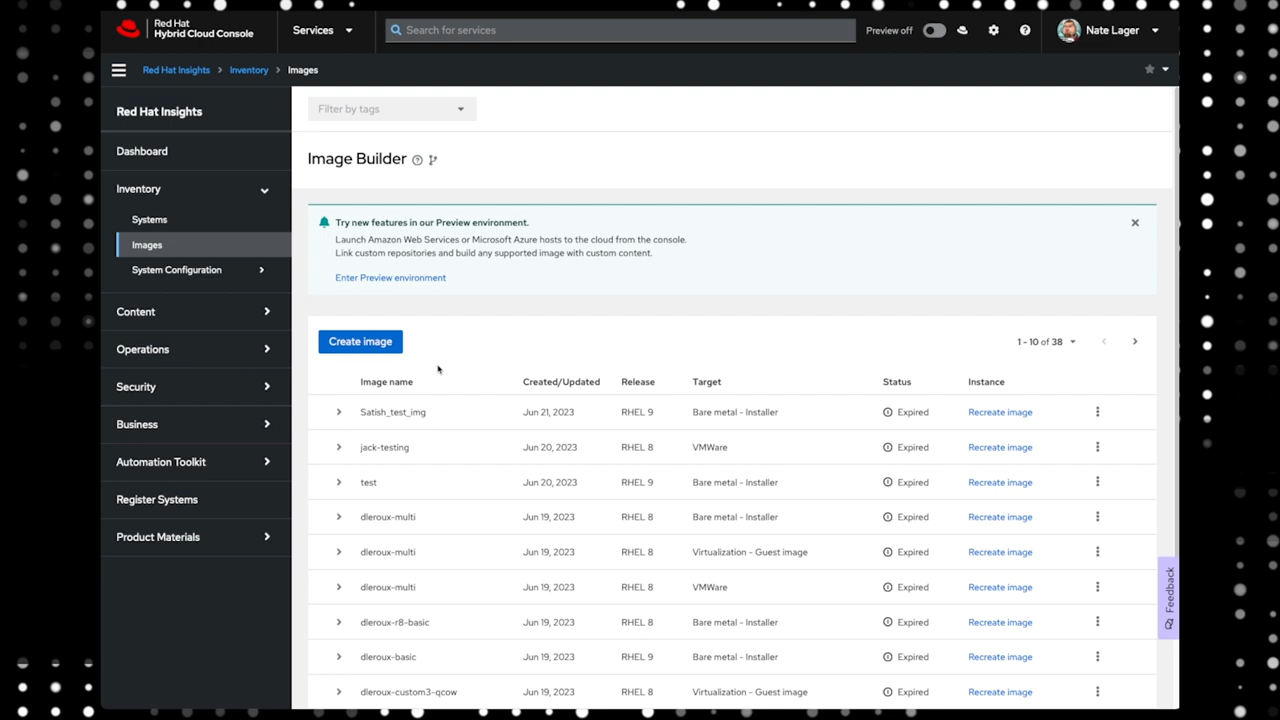 Red Hat
Hybrid Cloud Console
Services
Search for services
Preview off
Nate Lager
Red Hat Insights > Inventory > Images
Red Hat Insights
Dashboard
Inventory
Systems
Images
System Configuration
Content
Operations
Security
Business
Automation Toolkit
Register Systems
Product Materials
Filter by tags
Image Builder
Try new features in our Preview environment.
Launch Amazon Web Services or Microsoft Azure hosts to the cloud from the console.
Link custom repositories and build any supported image with custom content.
Enter Preview environment
Create image
1 - 10 of 38
Image name Created/Updated Release Target Status Instance
Satish_test_img Jun 21, 2023 RHEL 9 Bare metal - Installer Expired Recreate image
jack-testing Jun 20, 2023 RHEL 8 VMWare Expired Recreate image
test Jun 20, 2023 RHEL 9 Bare metal - Installer Expired Recreate image
dleroux-multi Jun 19, 2023 RHEL 8 Bare metal - Installer Expired Recreate image
dleroux-multi Jun 19, 2023 RHEL 8 Virtualization - Guest image Expired Recreate image
dleroux-multi Jun 19, 2023 RHEL 8 VMWare Expired Recreate image
dleroux-r8-basic Jun 19, 2023 RHEL 8 Bare metal - Installer Expired Recreate image
dleroux-basic Jun 19, 2023 RHEL 9 Bare metal - Installer Expired Recreate image
dleroux-custom3-qcow Jun 19, 2023 RHEL 8 Virtualization - Guest image Expired Recreate image
Feedback